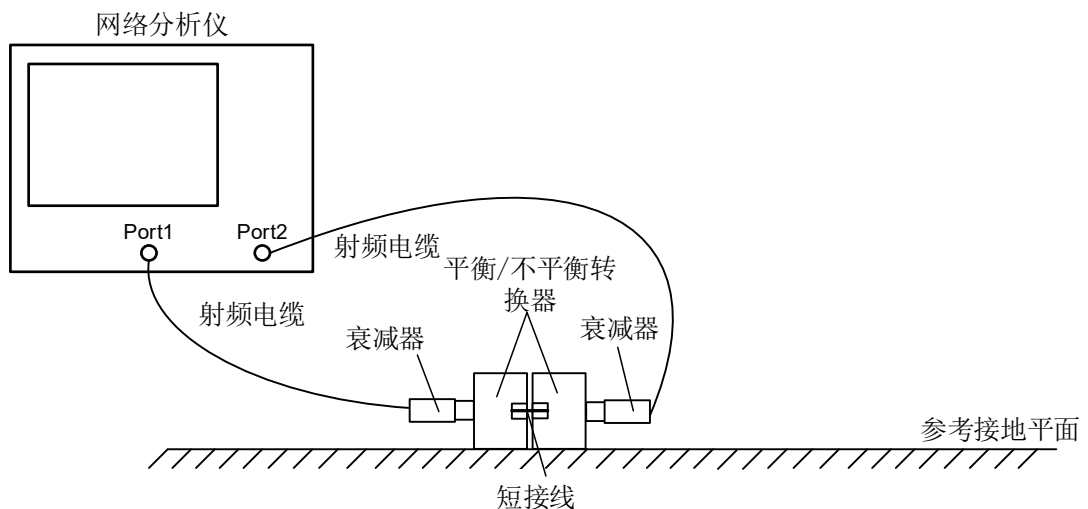 网络分析仪
Port1
Port2
射频电缆
平衡/不平衡转
换器
射频电缆
衰减器
衰减器
参考接地平面
短接线